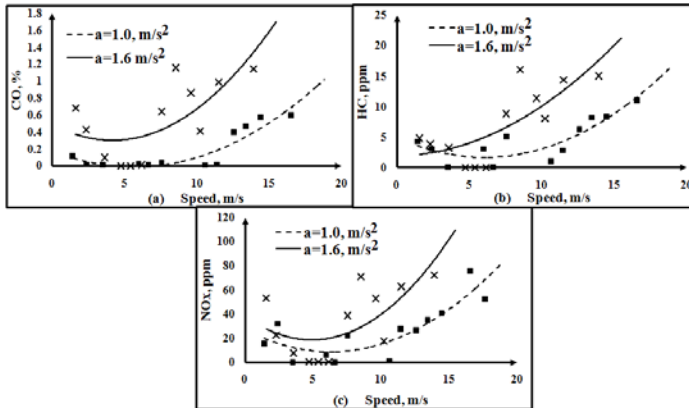 1.8
1.6
1.4
1.2
1
0.8
0.6
0.4
0.2
0
CO, %
a=1.0, m/s²
a=1.6 m/s²
0 5 10 15 20
(a) Speed, m/s
25
20
15
10
5
0
HC, ppm
a=1.0, m/s²
a=1.6, m/s²
0 5 10 15 20
(b) Speed, m/s
120
100
80
60
40
20
0
NOx, ppm
a=1.0, m/s²
a=1.6, m/s²
0 5 10 15 20
(c) Speed, m/s